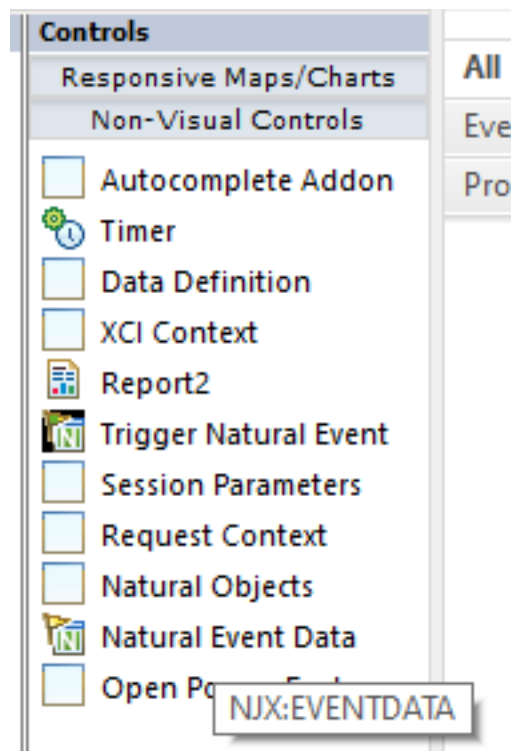 Controls
Responsive Maps/Charts
Non-Visual Controls
Autocomplete Addon
Timer
Data Definition
XCI Context
Report2
Trigger Natural Event
Session Parameters
Request Context
Natural Objects
Natural Event Data
Open
NJX:EVENTDATA
All
Eve
Pro